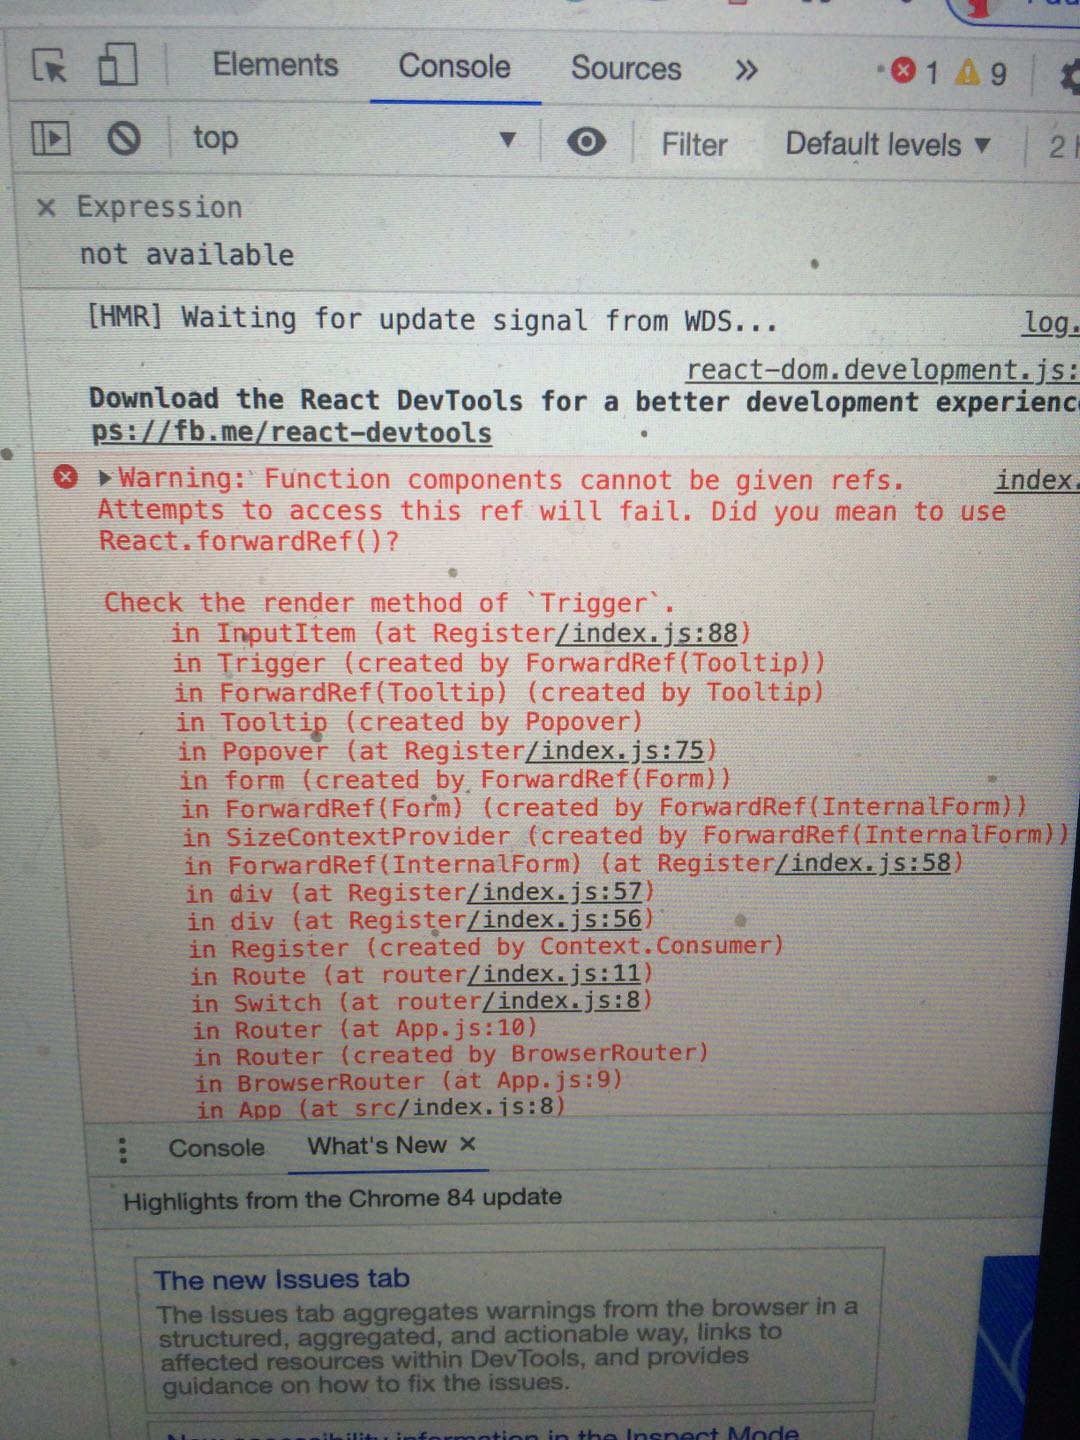 Elements Console Sources » 1 9
top ▼ Filter Default levels ▼ 2
× Expression
not available
[HMR] Waiting for update signal from WDS... log.
react-dom.development.js:
Download the React DevTools for a better development experienc
ps://fb.me/react-devtools
▶Warning: Function components cannot be given refs. index.
Attempts to access this ref will fail. Did you mean to use
React.forwardRef()?
Check the render method of `Trigger`.
in InputItem (at Register/index.js:88)
in Trigger (created by ForwardRef(Tooltip))
in ForwardRef(Tooltip) (created by Tooltip)
in Tooltip (created by Popover)
in Popover (at Register/index.js:75)
in form (created by ForwardRef(Form))
in ForwardRef(Form) (created by ForwardRef(InternalForm))
in SizeContextProvider (created by ForwardRef(InternalForm))
in ForwardRef(InternalForm) (at Register/index.js:58)
in div (at Register/index.js:57)
in div (at Register/index.js:56)
in Register (created by Context.Consumer)
in Route (at router/index.js:11)
in Switch (at router/index.js:8)
in Router (at App.js:10)
in Router (created by BrowserRouter)
in BrowserRouter (at App.js:9)
in App (at src/index.js:8)
Console What's New ×
Highlights from the Chrome 84 update
The new Issues tab
The Issues tab aggregates warnings from the browser in a
structured, aggregated, and actionable way, links to
affected resources within DevTools, and provides
guidance on how to fix the issues.
New accessibility information in the Inspect Mode